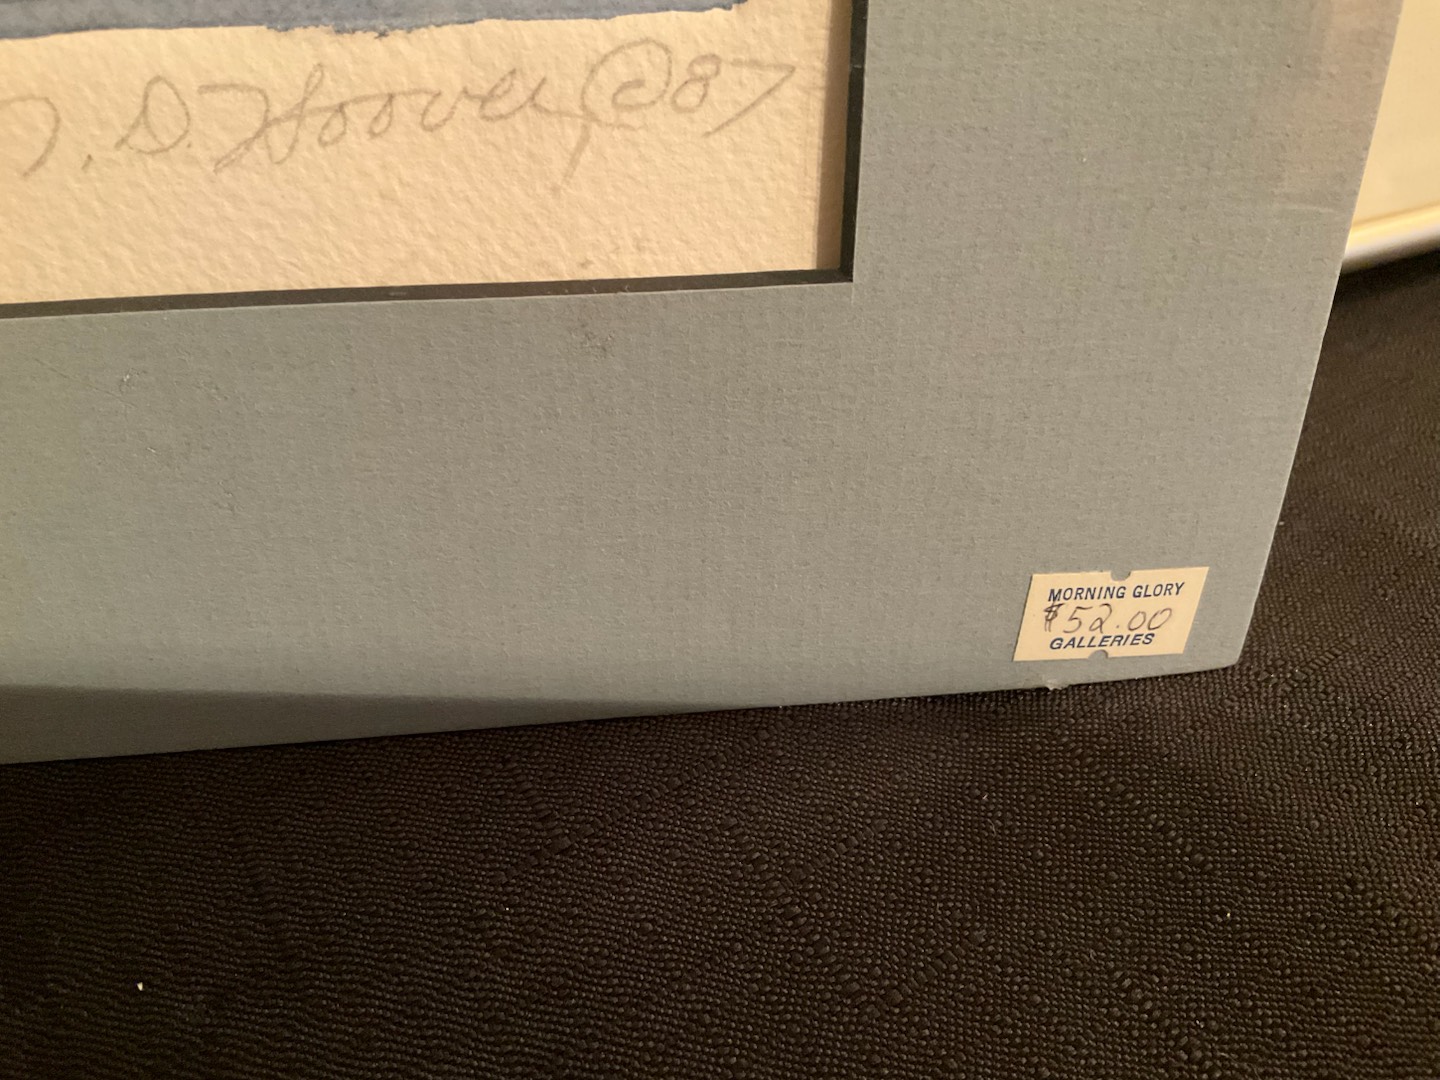 . D. Hoover ©87
MORNING GLORY
$52.00
GALLERIES